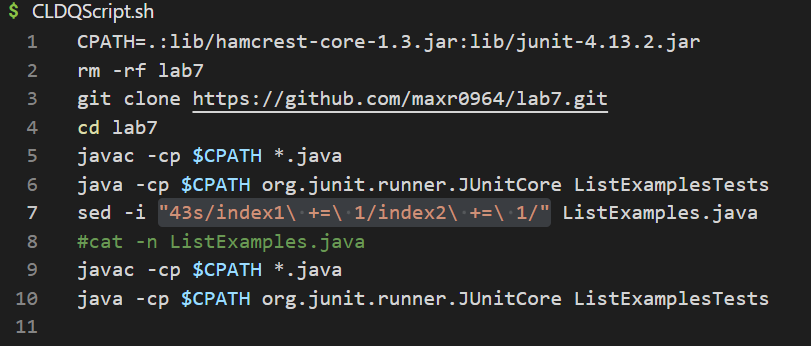 $ CLDQScript.sh
1 CPATH=.:lib/hamcrest-core-1.3.jar:lib/junit-4.13.2.jar
2 rm -rf lab7
3 git clone https://github.com/maxr0964/lab7.git
4 cd lab7
5 javac -cp $CPATH *.java
6 java -cp $CPATH org.junit.runner.JUnitCore ListExamplesTests
7 sed -i "43s/index1\ +=\ 1/index2\ +=\ 1/" ListExamples.java
8 #cat -n ListExamples.java
9 javac -cp $CPATH *.java
10 java -cp $CPATH org.junit.runner.JUnitCore ListExamplesTests
11